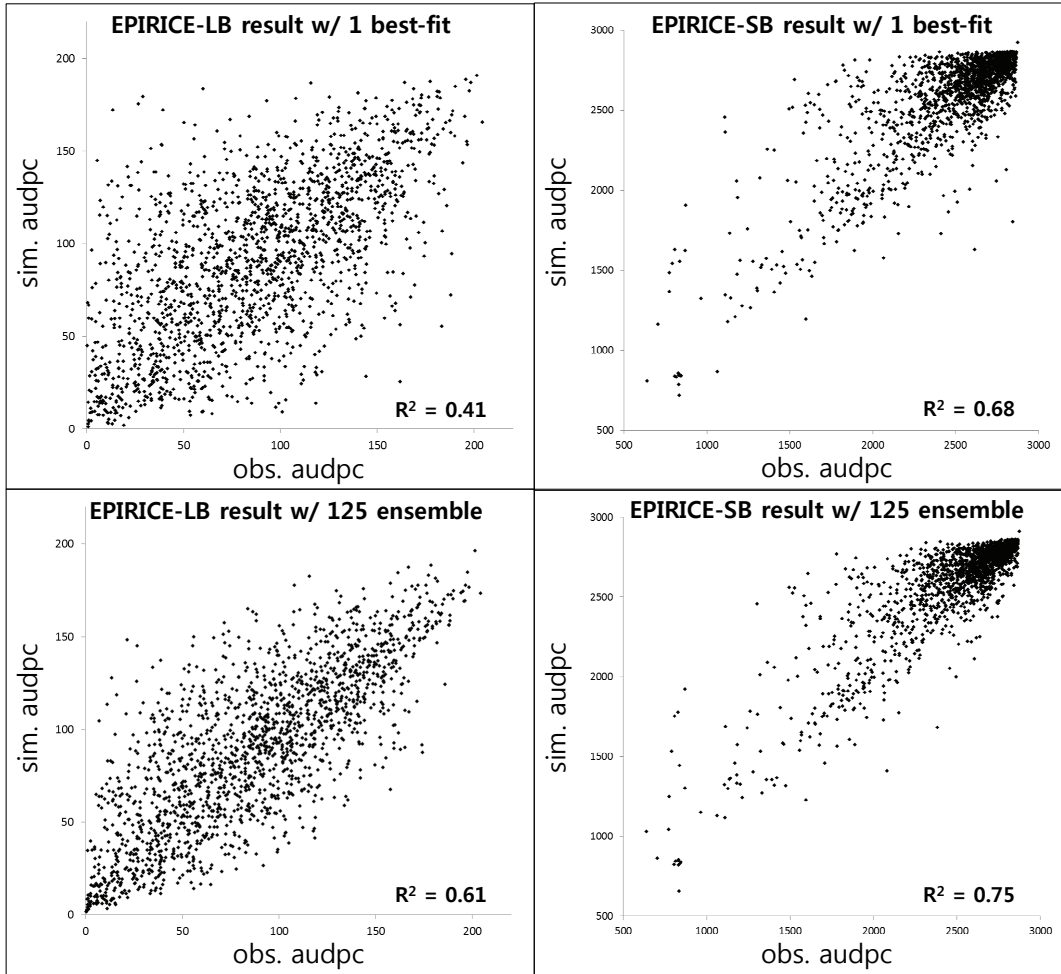 EPIRICE-LB result w/ 1 best-fit
200
150
100
50
0
sim. audpc
R² = 0.41
0 50 100 150 200
obs. audpc
EPIRICE-SB result w/ 1 best-fit
3000
2500
2000
1500
1000
500
sim. audpc
R² = 0.68
500 1000 1500 2000 2500 3000
obs. audpc
EPIRICE-LB result w/ 125 ensemble
200
150
100
50
0
sim. audpc
R² = 0.61
0 50 100 150 200
obs. audpc
EPIRICE-SB result w/ 125 ensemble
3000
2500
2000
1500
1000
500
sim. audpc
R² = 0.75
500 1000 1500 2000 2500 3000
obs. audpc